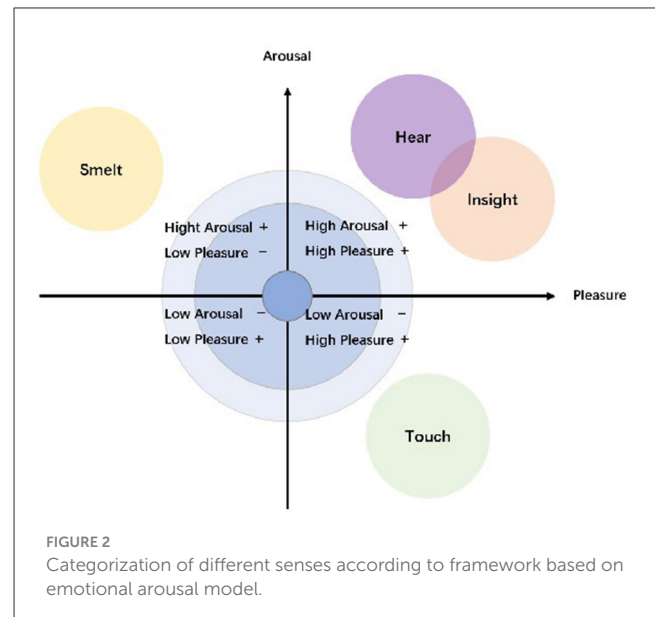 Arousal
Hear
Smelt
Insight
Hight Arousal + High Arousal +
Low Pleasure − High Pleasure +
Pleasure
Low Arousal − Low Arousal −
Low Pleasure + High Pleasure +
Touch
FIGURE 2
Categorization of different senses according to framework based on
emotional arousal model.